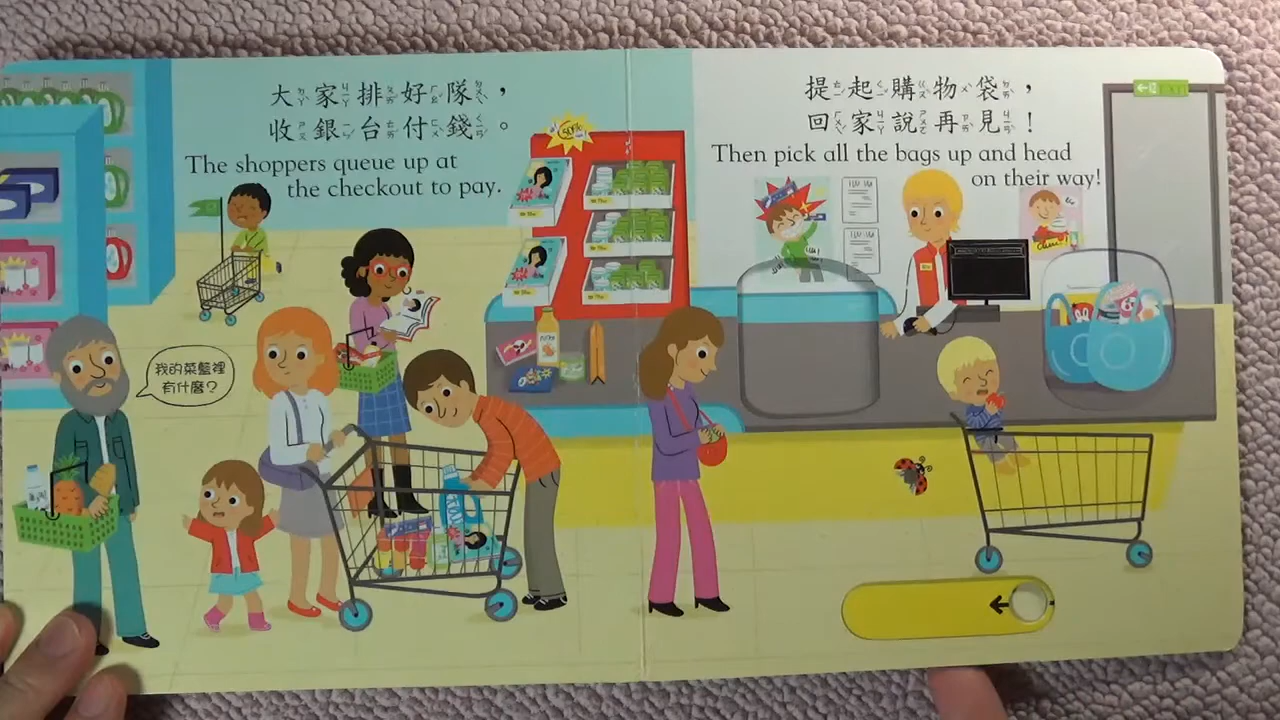 大家排好隊，
收銀台付錢。
The shoppers queue up at
the checkout to pay.
我的菜籃裡
有什麼？
50%
提起購物袋，
回家說再見！
Then pick all the bags up and head
on their way!
EXIT